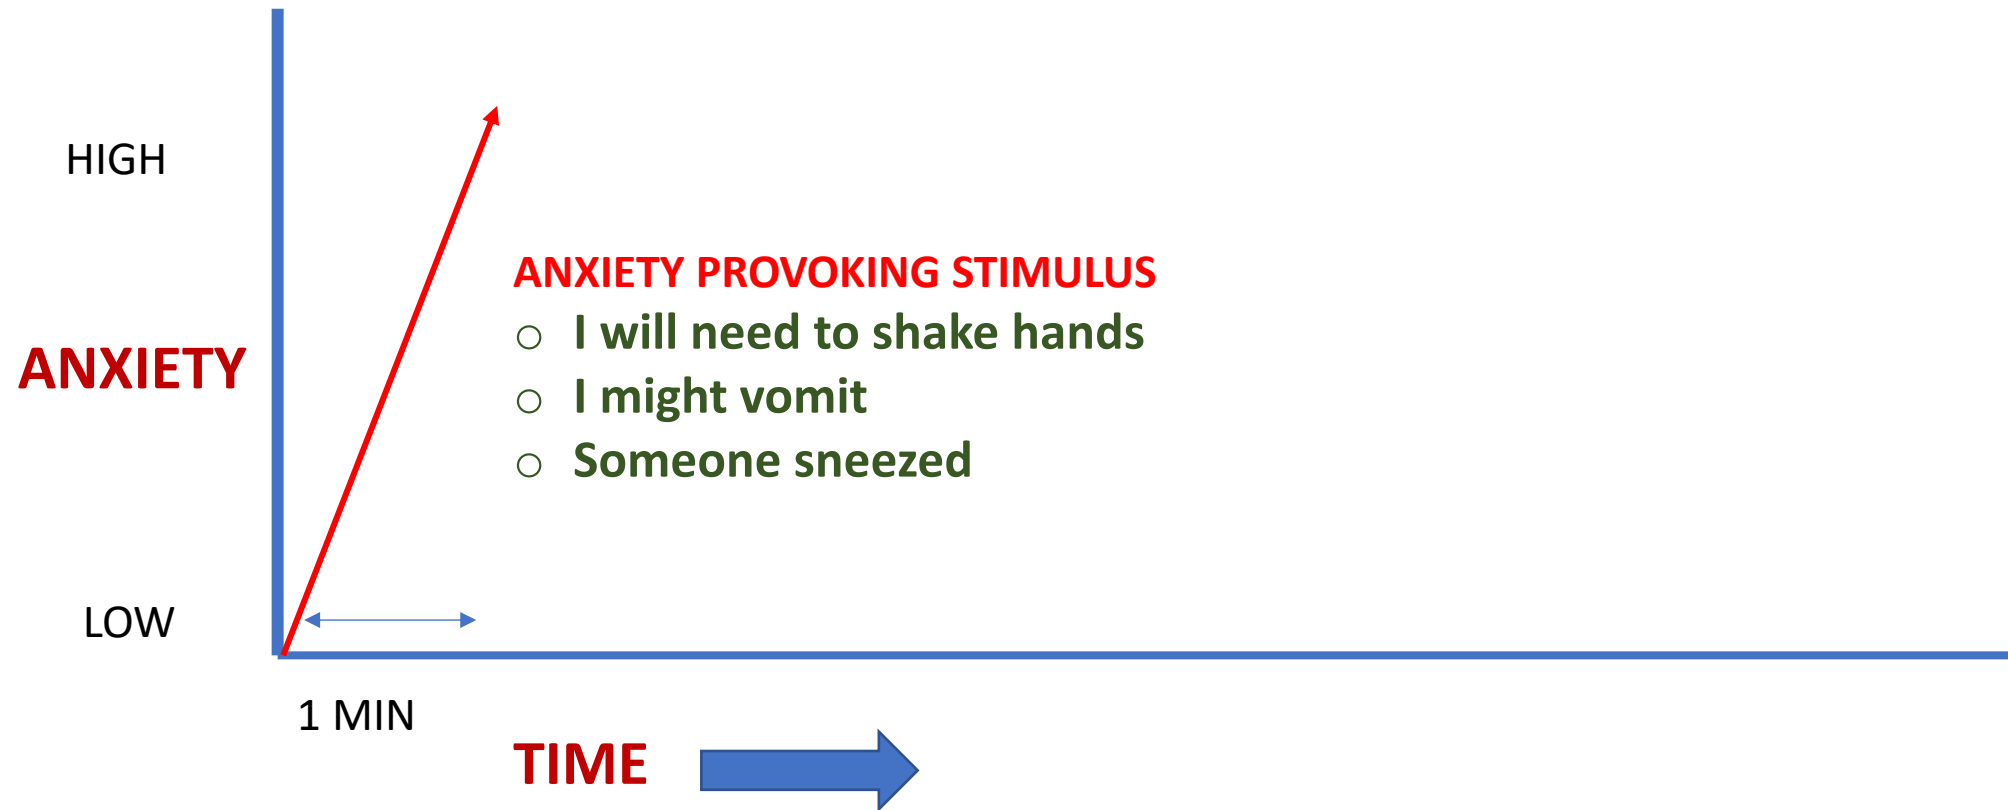 HIGH
ANXIETY PROVOKING STIMULUS
I will need to shake hands
ANXIETY
I might vomit
Someone sneezed
LOW
1 MIN
TIME